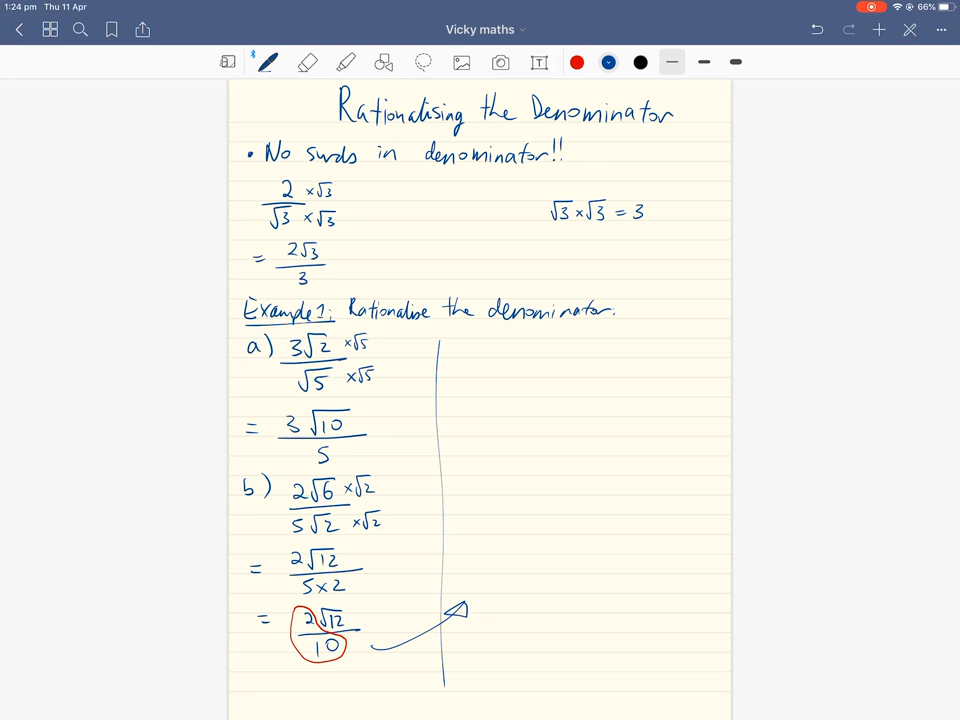 1:24 pm Thu 11 Apr
66%
Vicky maths
T
Rationalising the Denominator
• No surds in denominator!!
2 ×√3
√3 ×√3
√3 × √3 = 3
= 2√3
3
Example 1: Rationalise the denominator.
a) 3√2 ×√5
√5 ×√5
= 3√10
5
b) 2√6 ×√2
5√2 ×√2
= 2√12
5×2
= 2√12
10